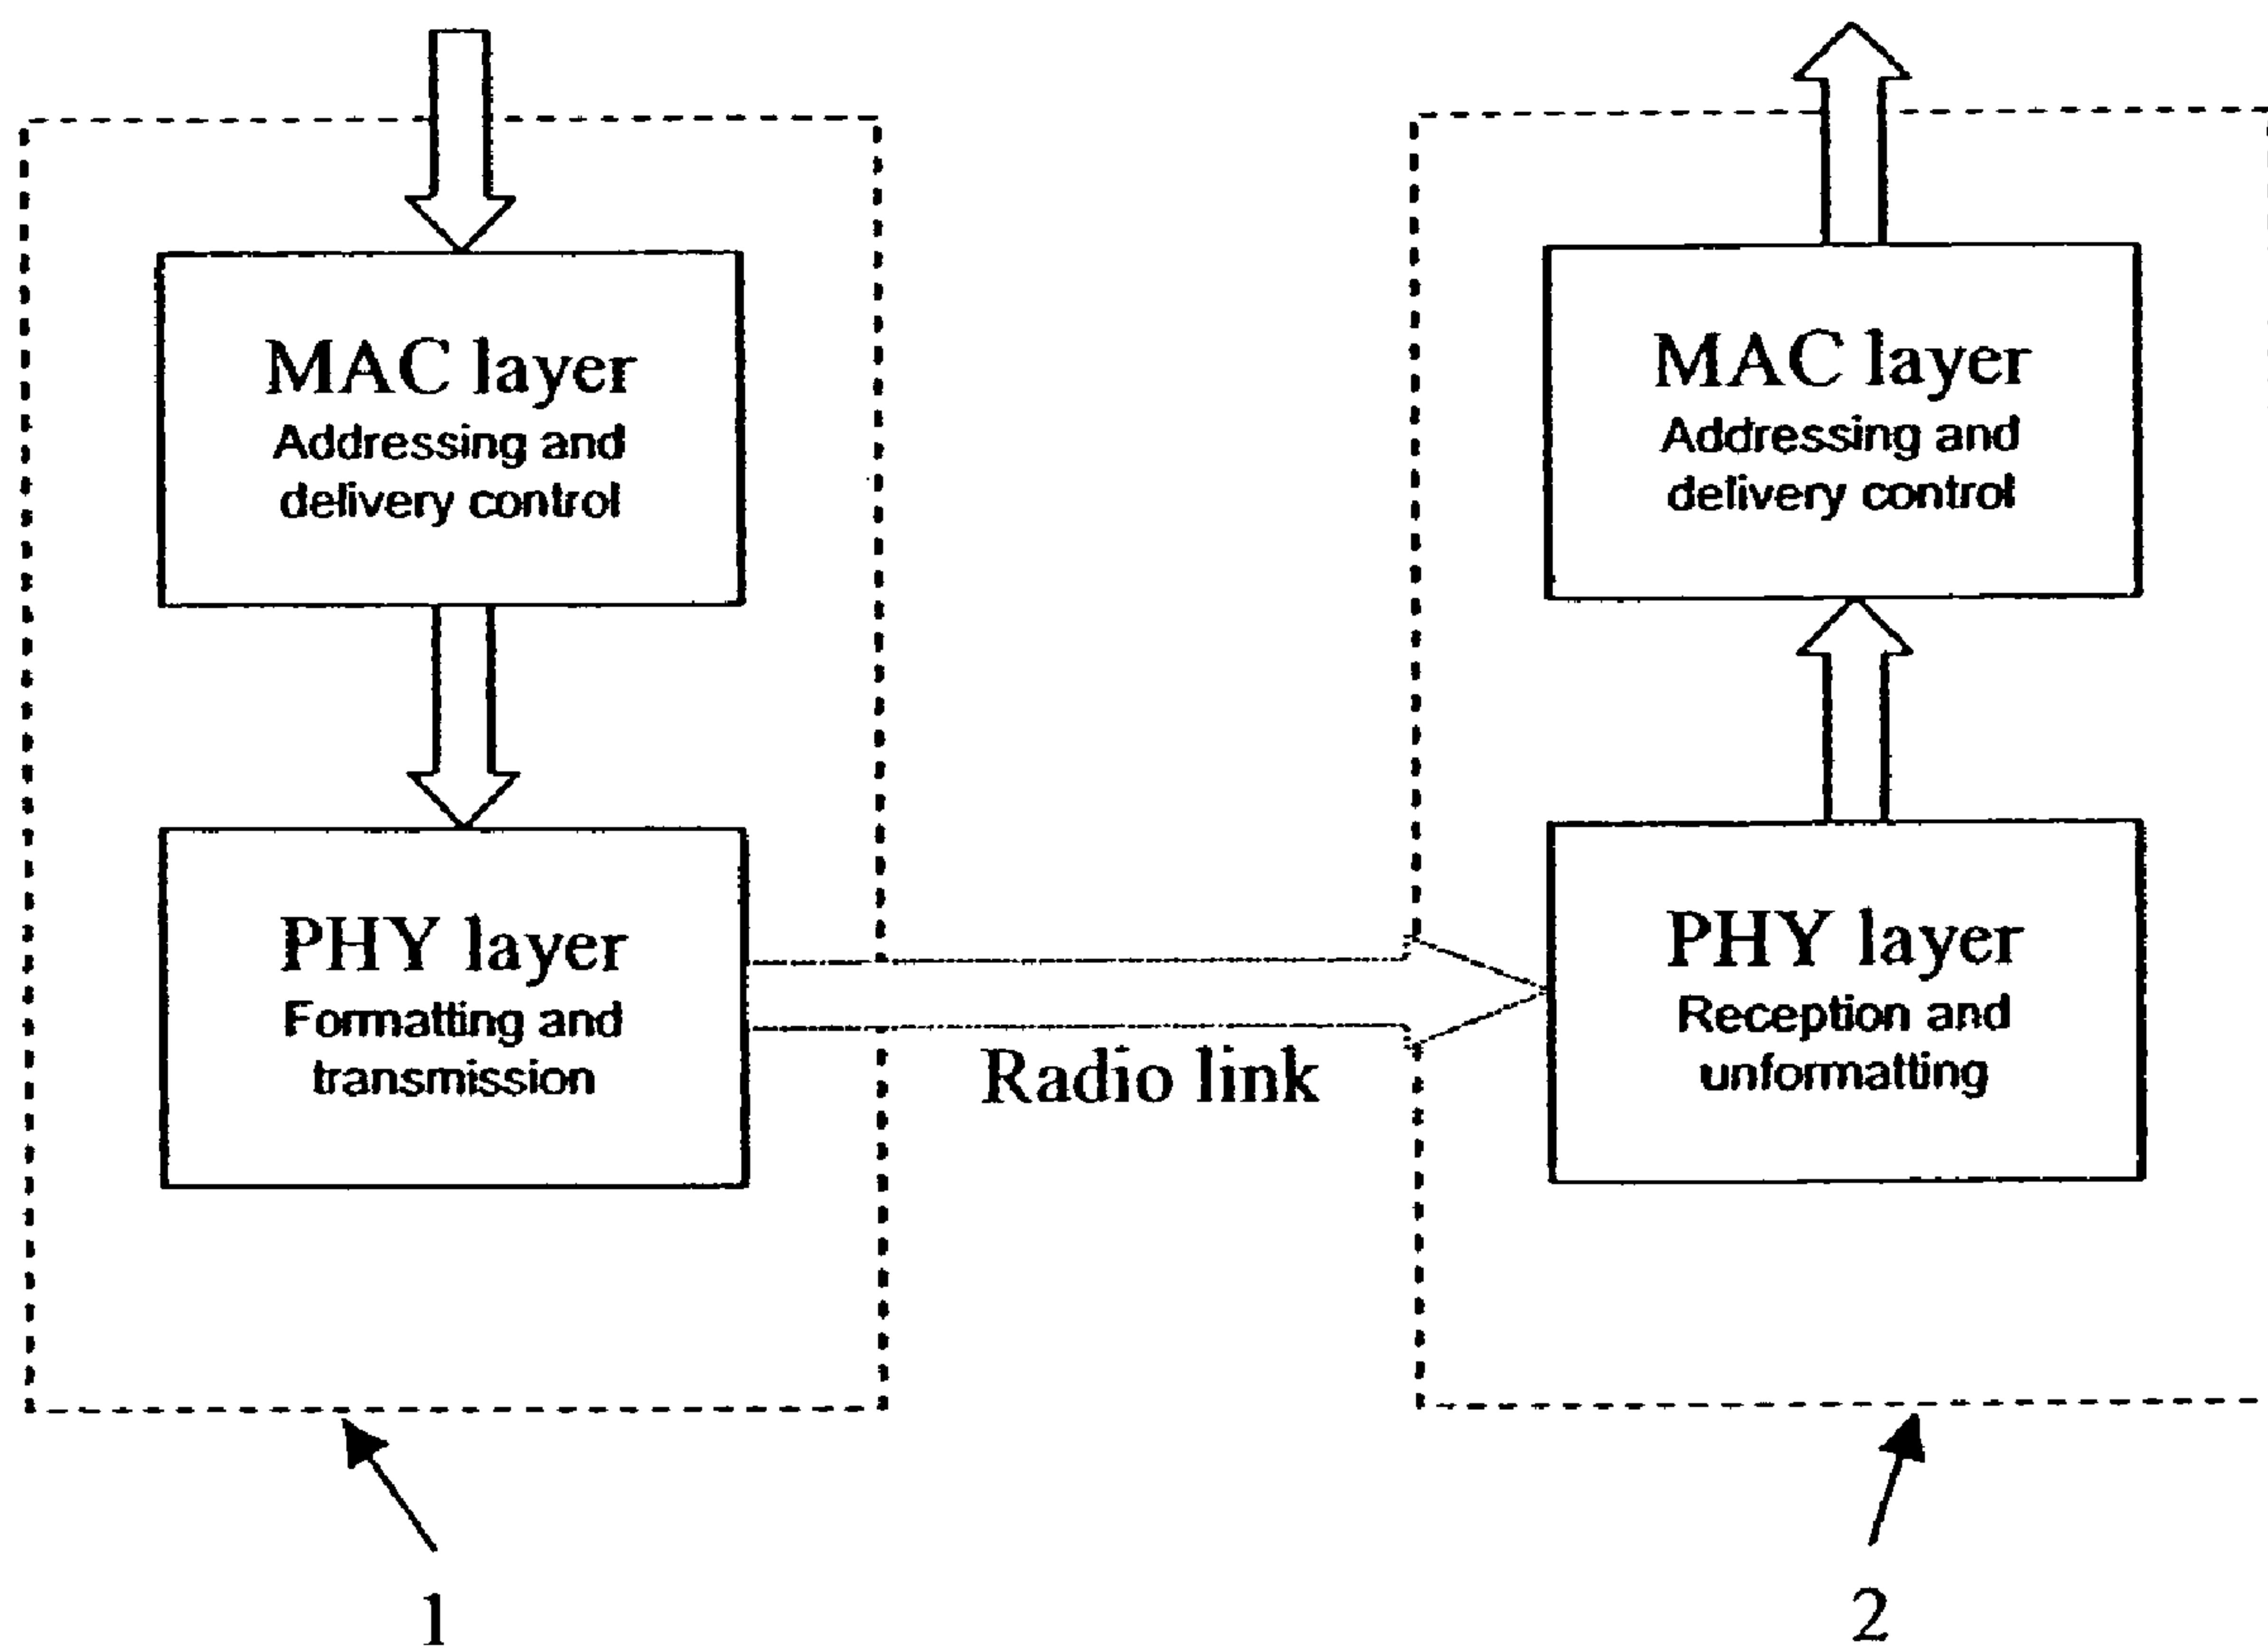 MAC layer
Addressing and
delivery control
PHY layer
Formatting and
transmission
Radio link
MAC layer
Addressing and
delivery control
PHY layer
Reception and
unformatting
1
2